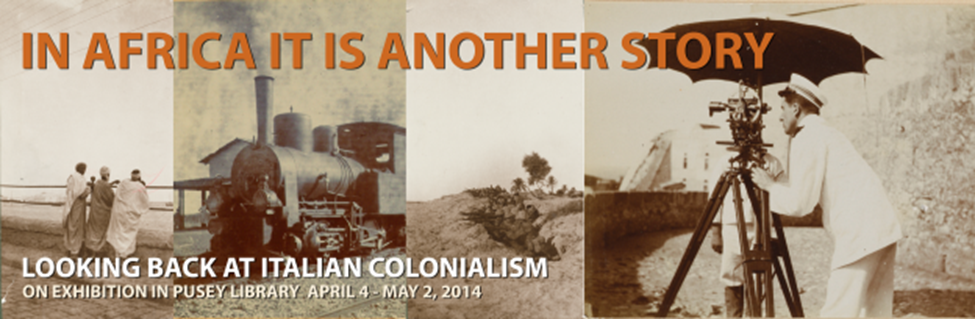 IN AFRICA IT IS ANOTHER STORY
LOOKING BACK AT ITALIAN COLONIALISM
ON EXHIBITION IN PUSEY LIBRARY APRIL 4 - MAY 2, 2014